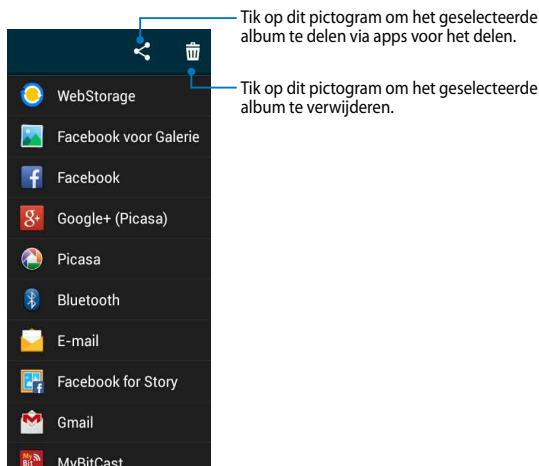 Tik op dit pictogram om het geselecteerde
album te delen via apps voor het delen.
Tik op dit pictogram om het geselecteerde
album te verwijderen.
WebStorage
Facebook voor Galerie
Facebook
Google+ (Picasa)
Picasa
Bluetooth
E-mail
Facebook for Story
Gmail
MyBitCast